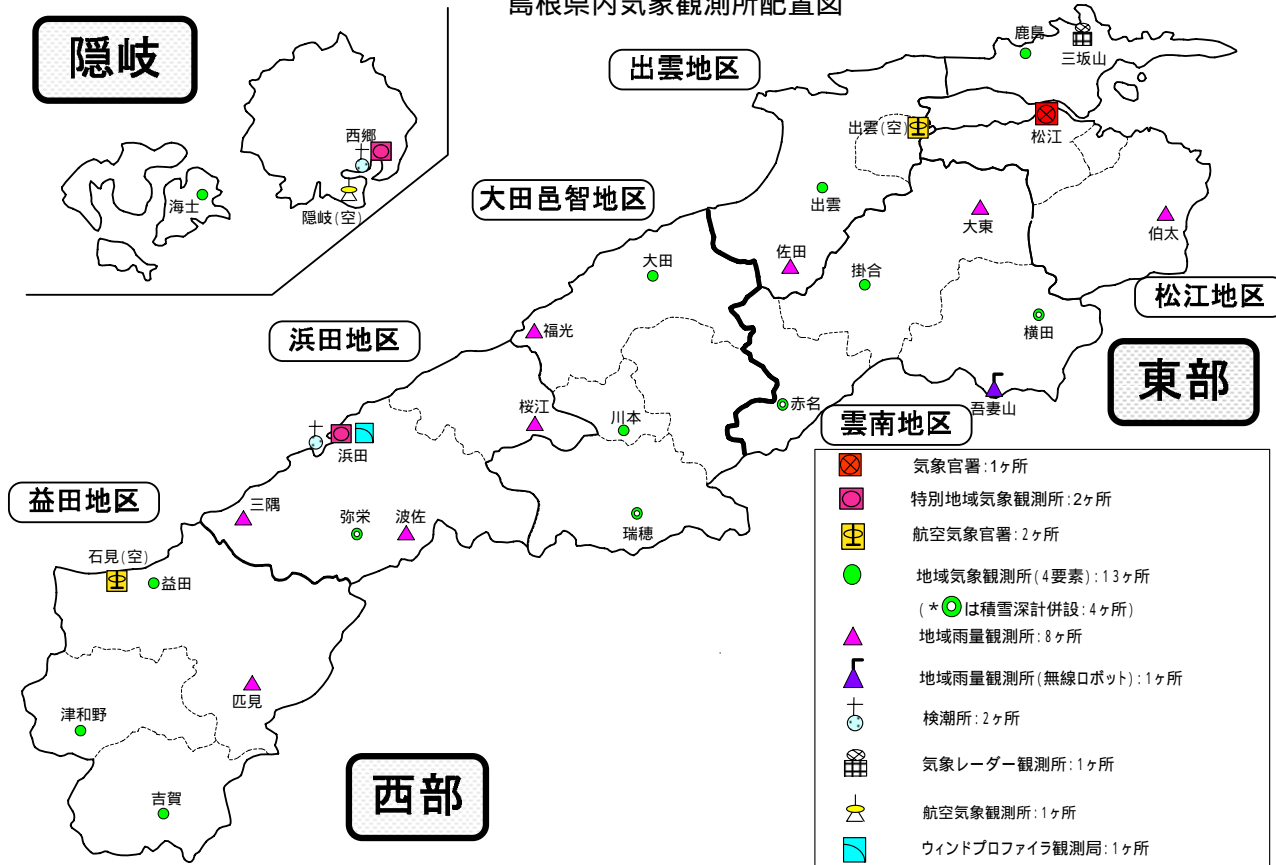 島根県内気象観測所配置図
隠岐
西郷
海士
隠岐(空)
出雲地区
鹿島
三坂山
出雲(空)
松江
大田邑智地区
出雲
大東
伯太
佐田
掛合
大田
松江地区
横田
福光
浜田地区
東部
吾妻山
赤名
桜江
川本
雲南地区
浜田
益田地区
三隅
弥栄
波佐
瑞穂
石見(空)
益田
匹見
津和野
吉賀
西部
気象官署:1ヶ所
特別地域気象観測所:2ヶ所
航空気象官署:2ヶ所
地域気象観測所(4要素):13ヶ所
(*◎は積雪深計併設:4ヶ所)
地域雨量観測所:8ヶ所
地域雨量観測所(無線ロボット):1ヶ所
検潮所:2ヶ所
気象レーダー観測所:1ヶ所
航空気象観測所:1ヶ所
ウィンドプロファイラ観測局:1ヶ所